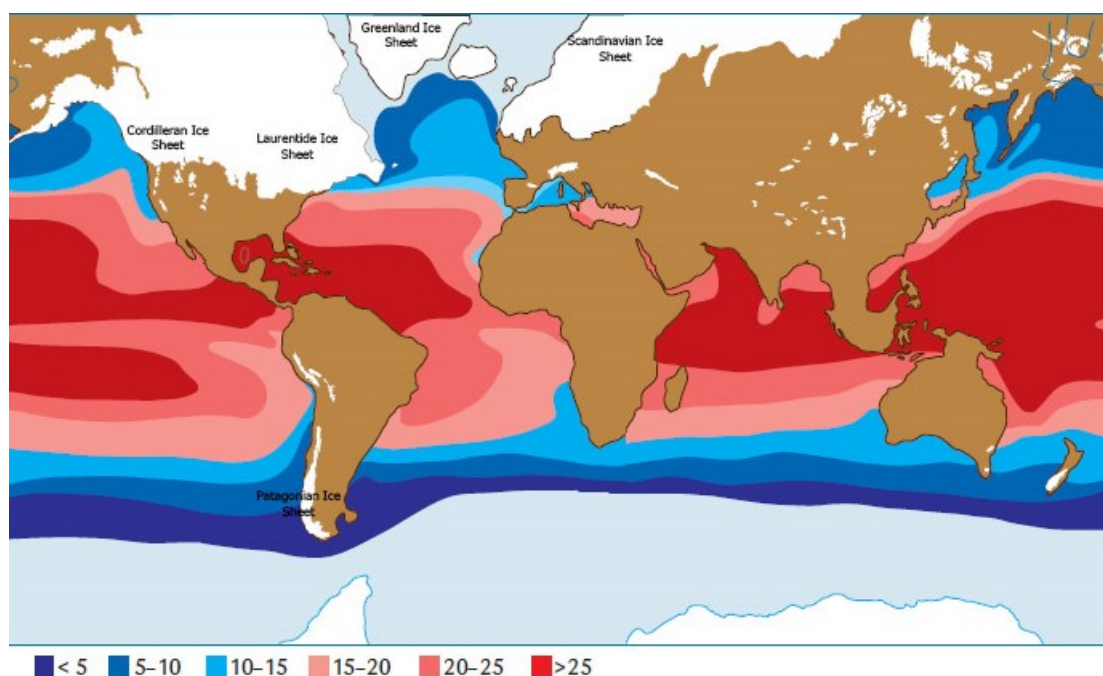 Greenland Ice
Sheet
Scandinavian Ice
Sheet
Cordilleran Ice
Sheet
Laurentide Ice
Sheet
Patagonian Ice
Sheet
< 5 5–10 10–15 15–20 20–25 >25